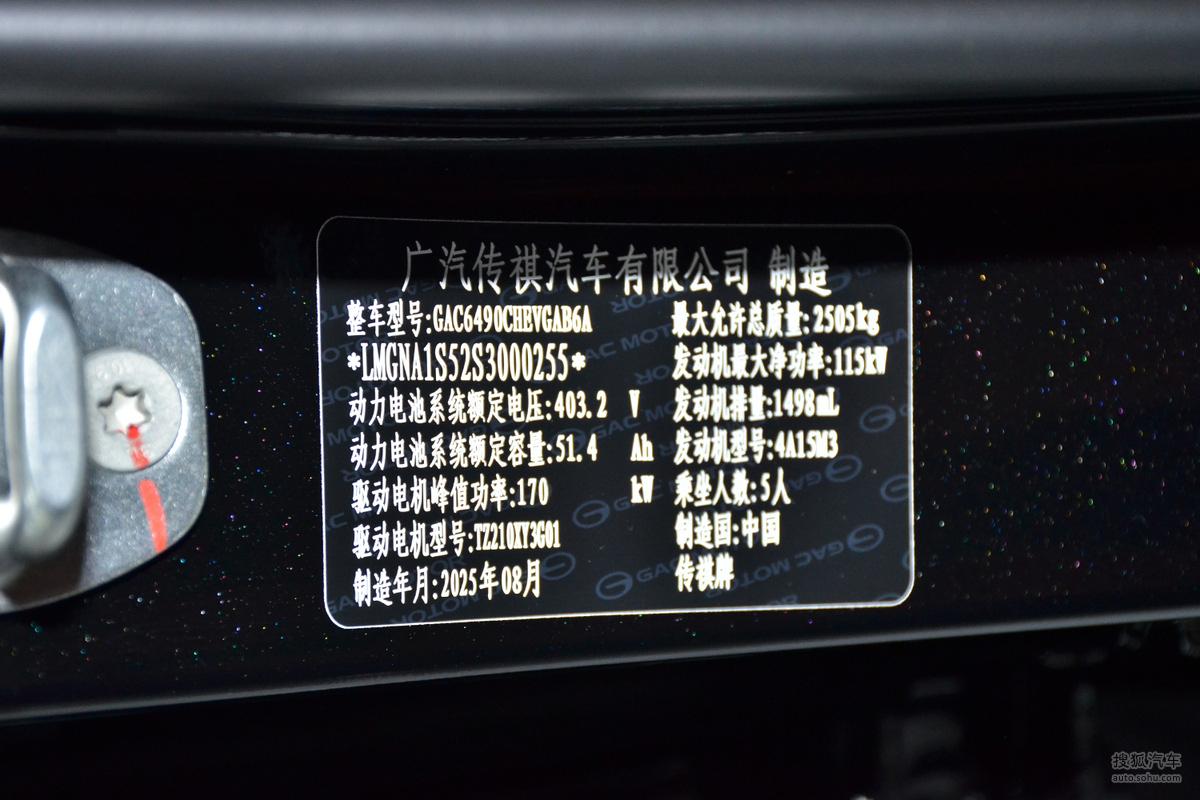 广汽传祺汽车有限公司 制造
整车型号:GAC6490CHEVGAB6A
*LMGNA1S52S3000255*
动力电池系统额定电压:403.2 V
动力电池系统额定容量:51.4 Ah
驱动电机峰值功率:170 kW
驱动电机型号:TZ210XY3G01
制造年月:2025年08月
最大允许总质量:2505kg
发动机最大净功率:115kW
发动机排量:1498mL
发动机型号:4A15M3
乘坐人数:5人
制造国:中国
传祺牌
GAC MOTOR
搜狐汽车
auto.sohu.com